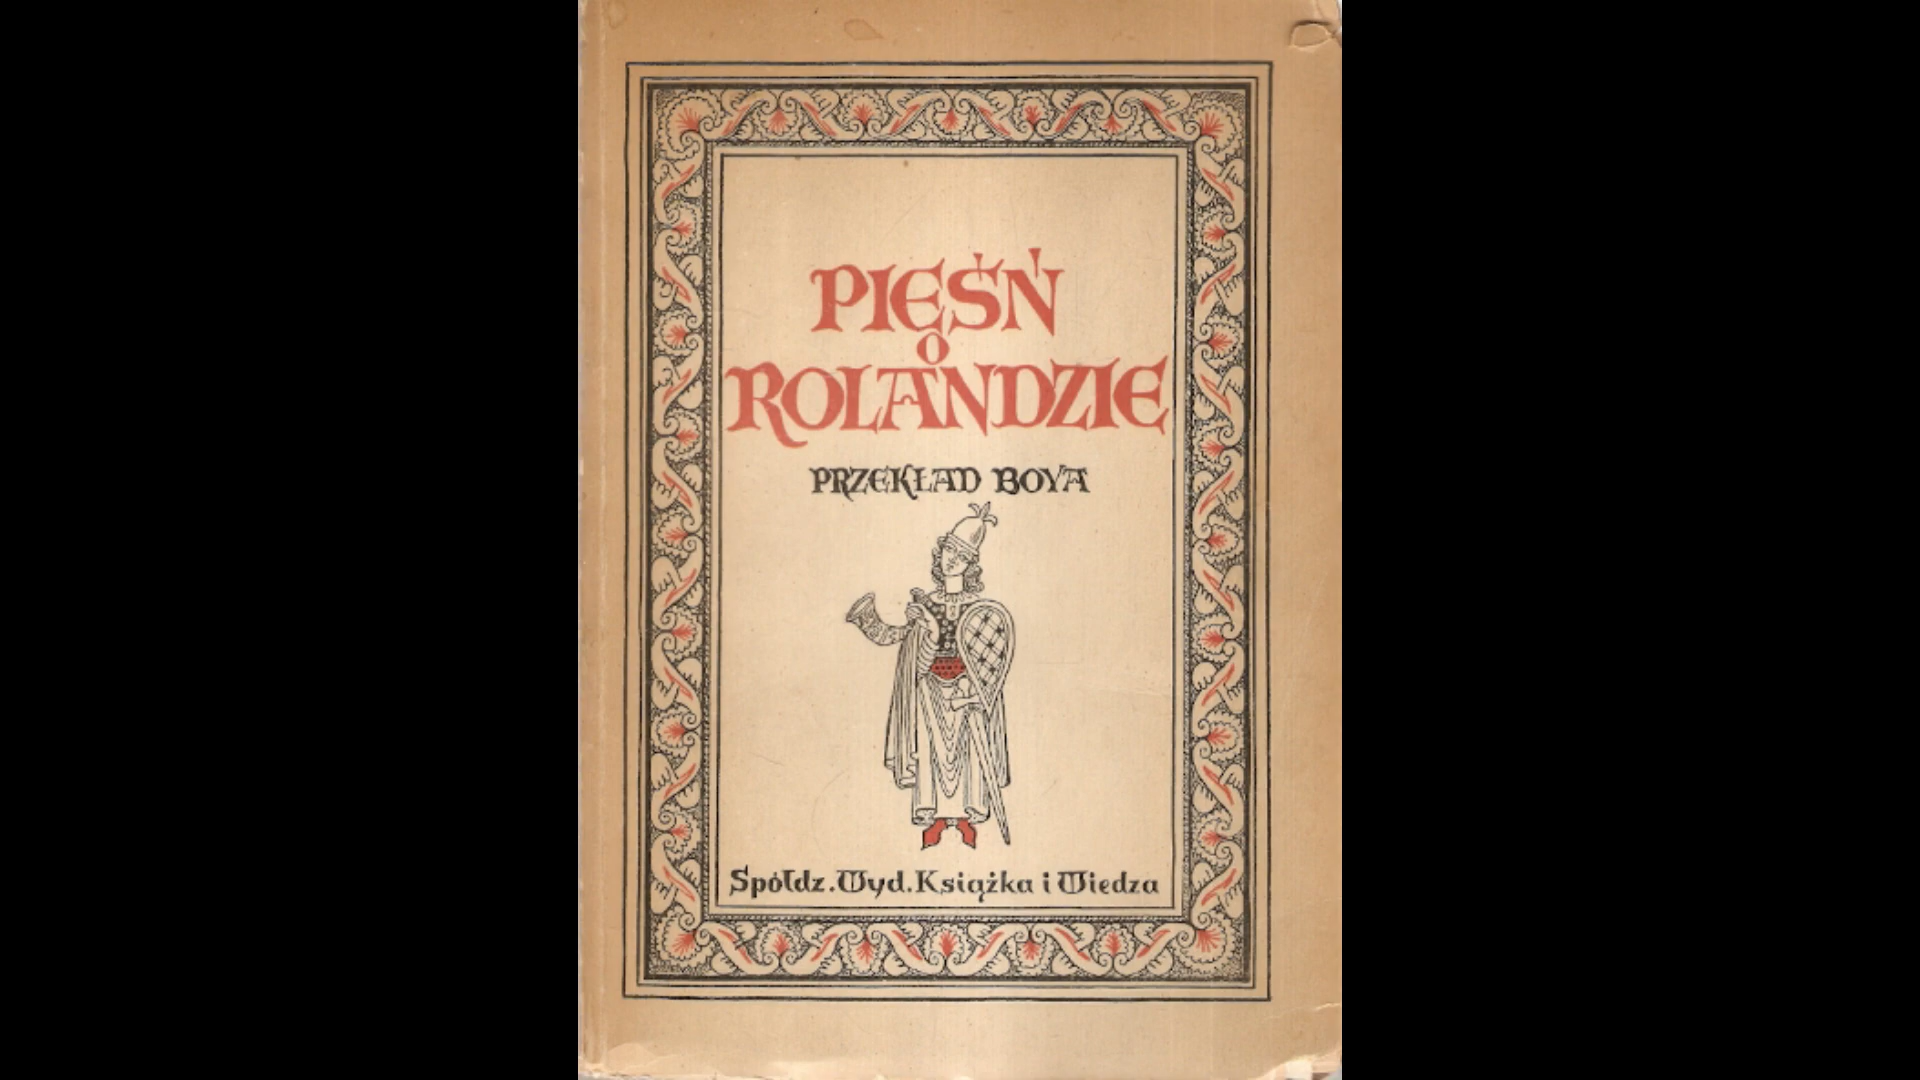 PIEŚŃ
O
ROLANDZIE
PRZEKŁAD BOYA
Spółdz. Wyd. Książka i Wiedza